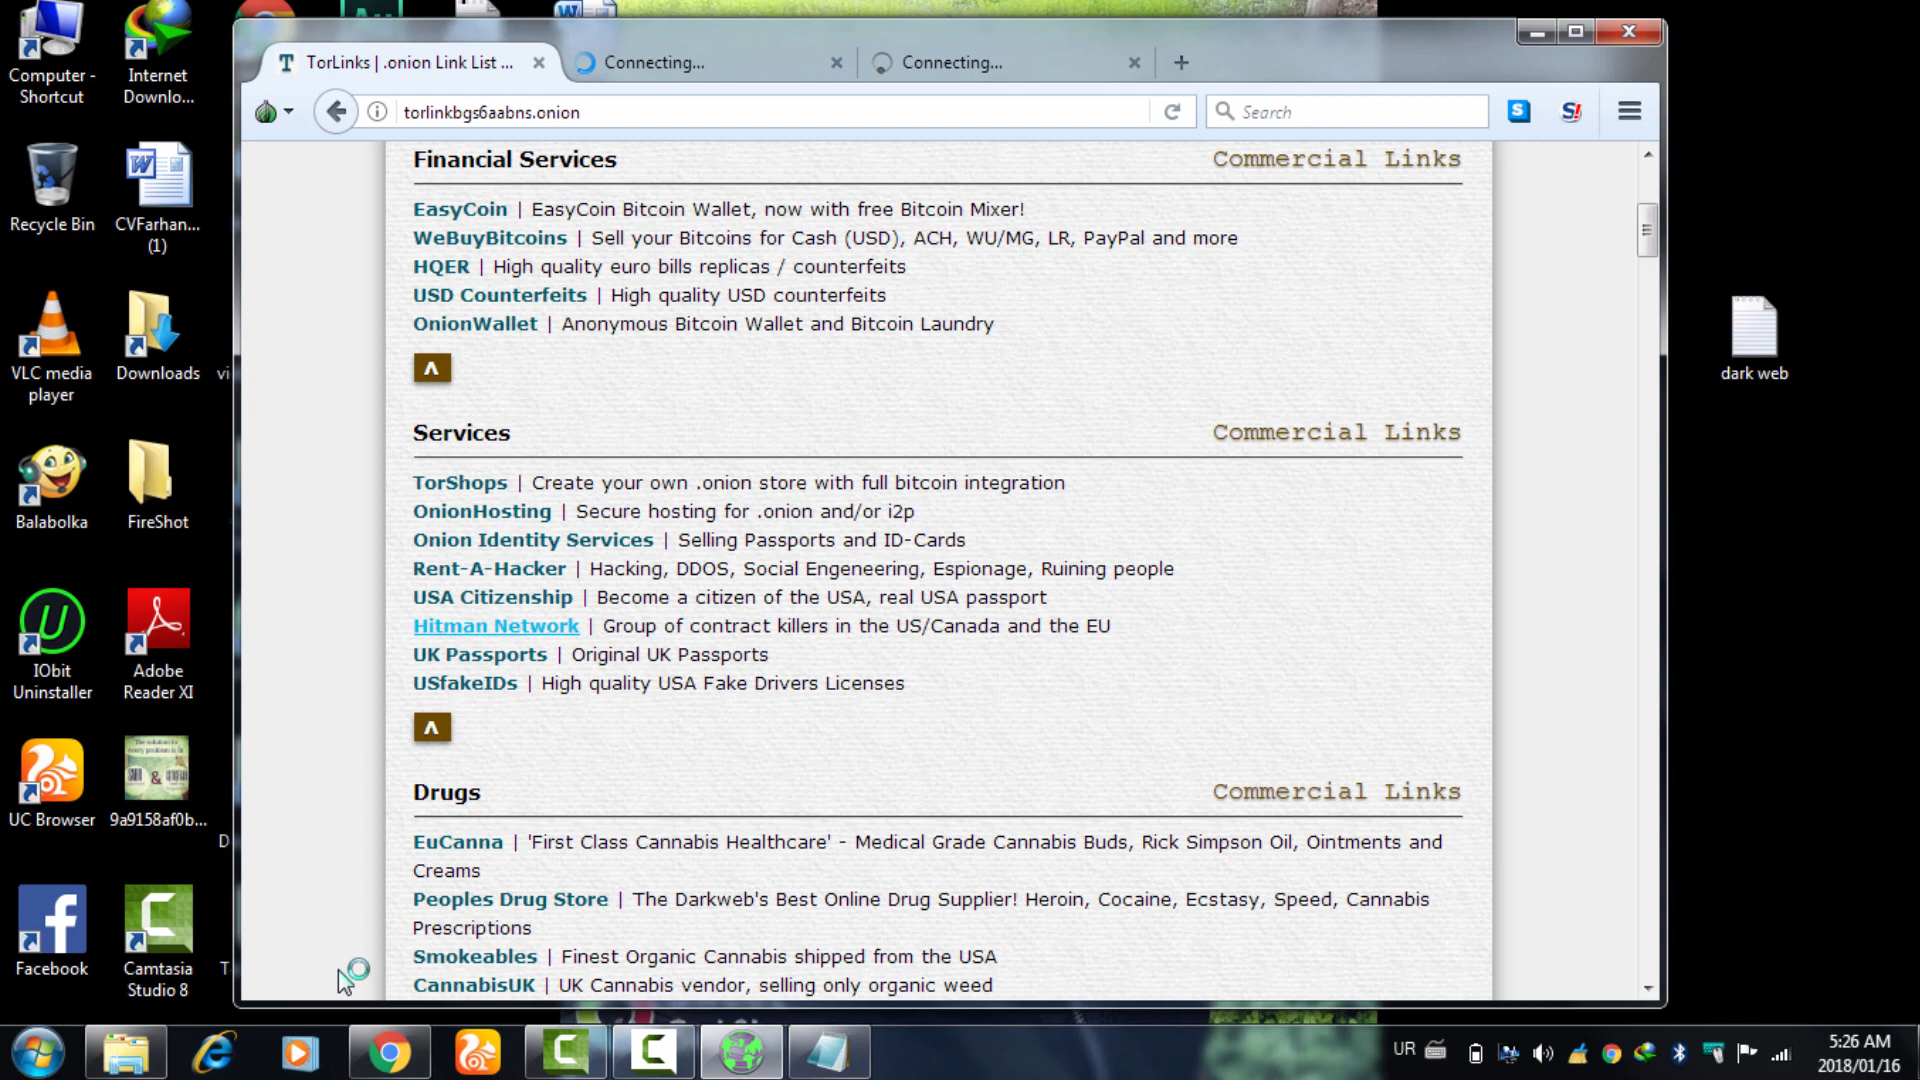 TorLinks | .onion Link List ...
Connecting...
Connecting...
torlinkbgs6aabns.onion
Search
Financial Services
Commercial Links
EasyCoin | EasyCoin Bitcoin Wallet, now with free Bitcoin Mixer!
WeBuyBitcoins | Sell your Bitcoins for Cash (USD), ACH, WU/MG, LR, PayPal and more
HQER | High quality euro bills replicas / counterfeits
USD Counterfeits | High quality USD counterfeits
OnionWallet | Anonymous Bitcoin Wallet and Bitcoin Laundry
Services
Commercial Links
TorShops | Create your own .onion store with full bitcoin integration
OnionHosting | Secure hosting for .onion and/or i2p
Onion Identity Services | Selling Passports and ID-Cards
Rent-A-Hacker | Hacking, DDOS, Social Engeneering, Espionage, Ruining people
USA Citizenship | Become a citizen of the USA, real USA passport
Hitman Network | Group of contract killers in the US/Canada and the EU
UK Passports | Original UK Passports
USfakeIDs | High quality USA Fake Drivers Licenses
Drugs
Commercial Links
EuCanna | 'First Class Cannabis Healthcare' - Medical Grade Cannabis Buds, Rick Simpson Oil, Ointments and
Creams
Peoples Drug Store | The Darkweb's Best Online Drug Supplier! Heroin, Cocaine, Ecstasy, Speed, Cannabis
Prescriptions
Smokeables | Finest Organic Cannabis shipped from the USA
CannabisUK | UK Cannabis vendor, selling only organic weed
Computer -
Shortcut
Internet
Downlo...
Recycle Bin
CVFarhan...
(1)
VLC media
player
Downloads
vi
Balabolka
FireShot
IObit
Uninstaller
Adobe
Reader XI
UC Browser
9a9158af0b...
D
Facebook
Camtasia
Studio 8
T
dark web
UR
5:26 AM
2018/01/16